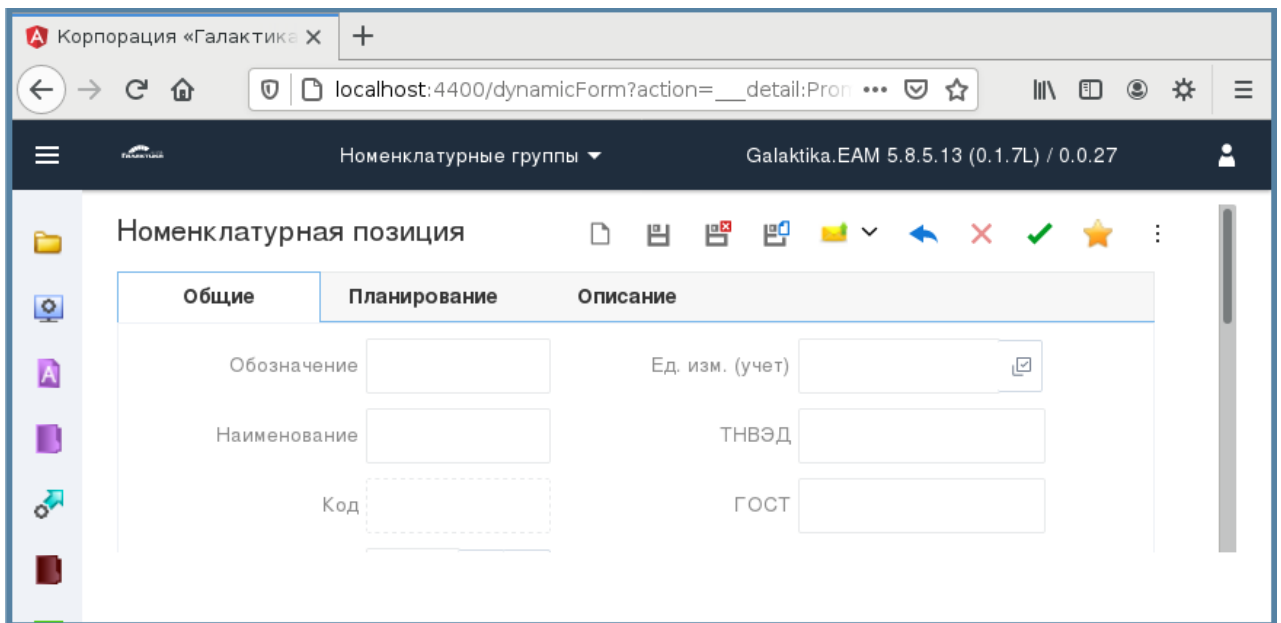 Корпорация «Галактика
localhost:4400/dynamicForm?action=___detail:Pron
ГАЛАКТИКА Номенклатурные группы Galaktika.EAM 5.8.5.13 (0.1.7L) / 0.0.27
Номенклатурная позиция
Общие Планирование Описание
Обозначение Ед. изм. (учет)
Наименование ТНВЭД
Код ГОСТ